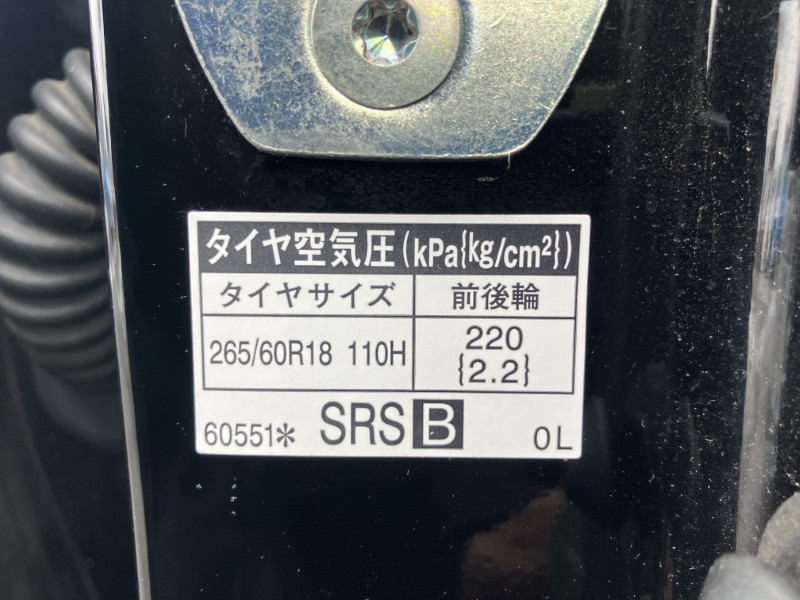 タイヤ空気圧(kPa{kg/cm²})
タイヤサイズ 前後輪
265/60R18 110H 220 {2.2}
60551* SRS B 0L